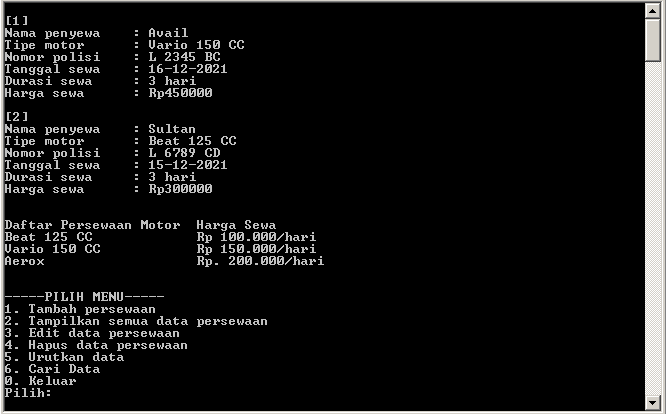 [1]
Nama penyewa : Avail
Tipe motor : Vario 150 CC
Nomor polisi : L 2345 BC
Tanggal sewa : 16-12-2021
Durasi sewa : 3 hari
Harga sewa : Rp450000
[2]
Nama penyewa : Sultan
Tipe motor : Beat 125 CC
Nomor polisi : L 6789 CD
Tanggal sewa : 15-12-2021
Durasi sewa : 3 hari
Harga sewa : Rp300000
Daftar Persewaan Motor Harga Sewa
Beat 125 CC Rp 100.000/hari
Vario 150 CC Rp 150.000/hari
Aerox Rp. 200.000/hari
-----PILIH MENU-----
1. Tambah persewaan
2. Tampilkan semua data persewaan
3. Edit data persewaan
4. Hapus data persewaan
5. Urutkan data
6. Cari Data
0. Keluar
Pilih: